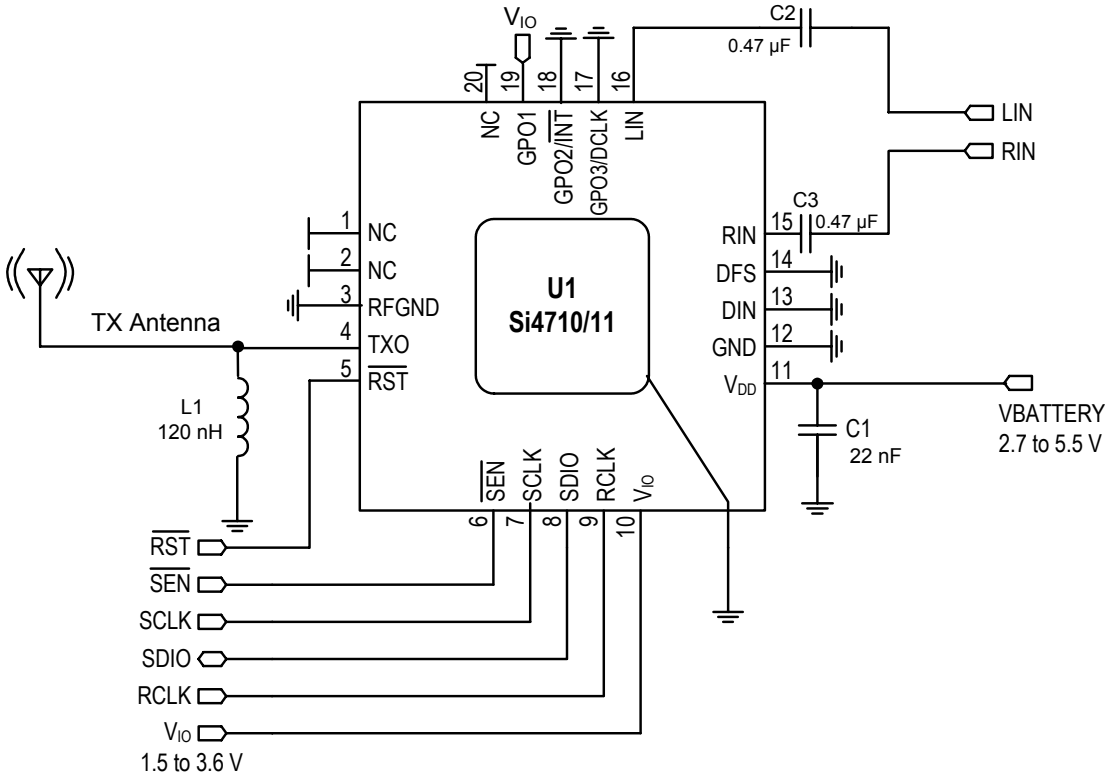 V_IO
C2
0.47 µF
20
19
18
17
16
NC
GPO1
GPO2/INT
GPO3/DCLK
LIN
LIN
RIN
1
NC
2
NC
3
RFGND
4
TXO
5
RST
TX Antenna
L1
120 nH
U1
Si4710/11
C3
0.47 µF
RIN
15
DFS
14
DIN
13
GND
12
V_DD
11
C1
22 nF
VBATTERY
2.7 to 5.5 V
SEN
SCLK
SDIO
RCLK
V_IO
6
7
8
9
10
RST
SEN
SCLK
SDIO
RCLK
V_IO
1.5 to 3.6 V